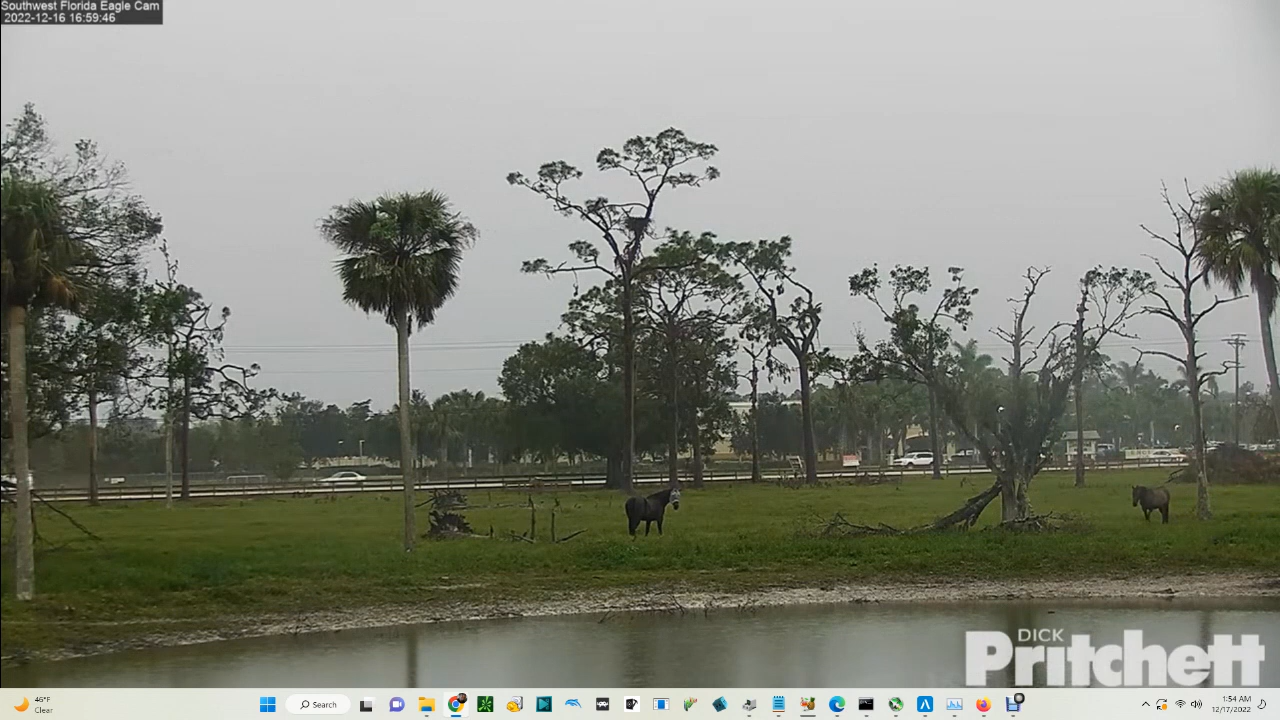 Southwest Florida Eagle Cam
2022-12-16 16:59:46
DICK
Pritchett
46°F
Clear
Search
1:54 AM
12/17/2022